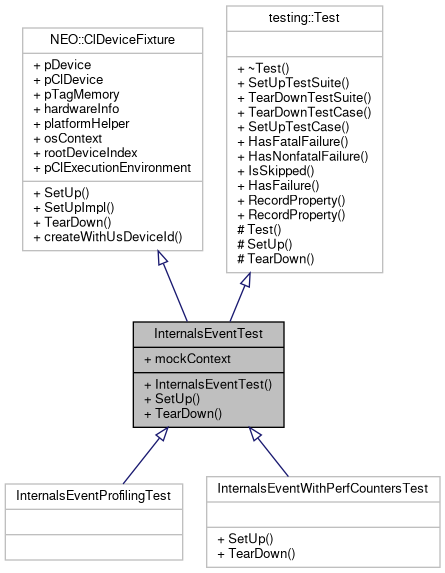 NEO::ClDeviceFixture
+ pDevice
+ pClDevice
+ pTagMemory
+ hardwareInfo
+ platformHelper
+ osContext
+ rootDeviceIndex
+ pClExecutionEnvironment
+ SetUp()
+ SetUpImpl()
+ TearDown()
+ createWithUsDeviceId()
testing::Test
+ ~Test()
+ SetUpTestSuite()
+ TearDownTestSuite()
+ TearDownTestCase()
+ SetUpTestCase()
+ HasFatalFailure()
+ HasNonfatalFailure()
+ IsSkipped()
+ HasFailure()
+ RecordProperty()
+ RecordProperty()
# Test()
# SetUp()
# TearDown()
InternalsEventTest
+ mockContext
+ InternalsEventTest()
+ SetUp()
+ TearDown()
InternalsEventProfilingTest
InternalsEventWithPerfCountersTest
+ SetUp()
+ TearDown()